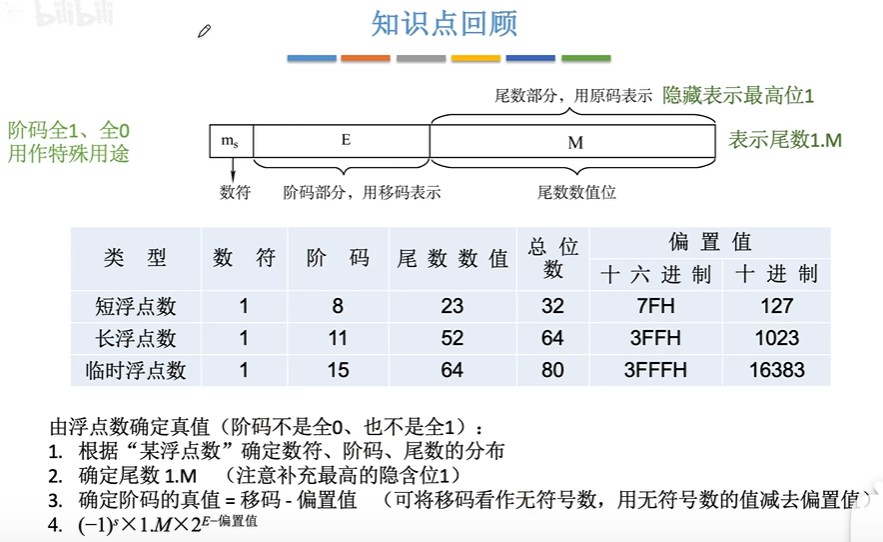 bilibili
知识点回顾
尾数部分，用原码表示 隐藏表示最高位1
阶码全1、全0
用作特殊用途
mₛ E M
表示尾数1.M
数符 阶码部分，用移码表示 尾数数值位
类 型 数 符 阶 码 尾 数 数 值 总 位 数 偏 置 值
十 六 进 制 十 进 制
短浮点数 1 8 23 32 7FH 127
长浮点数 1 11 52 64 3FFH 1023
临时浮点数 1 15 64 80 3FFFH 16383
由浮点数确定真值（阶码不是全0、也不是全1）：
1. 根据“某浮点数”确定数符、阶码、尾数的分布
2. 确定尾数 1.M （注意补充最高的隐含位1）
3. 确定阶码的真值 = 移码 - 偏置值 （可将移码看作无符号数，用无符号数的值减去偏置值）
4. (−1)ˢ×1.M×2^(E−偏置值)